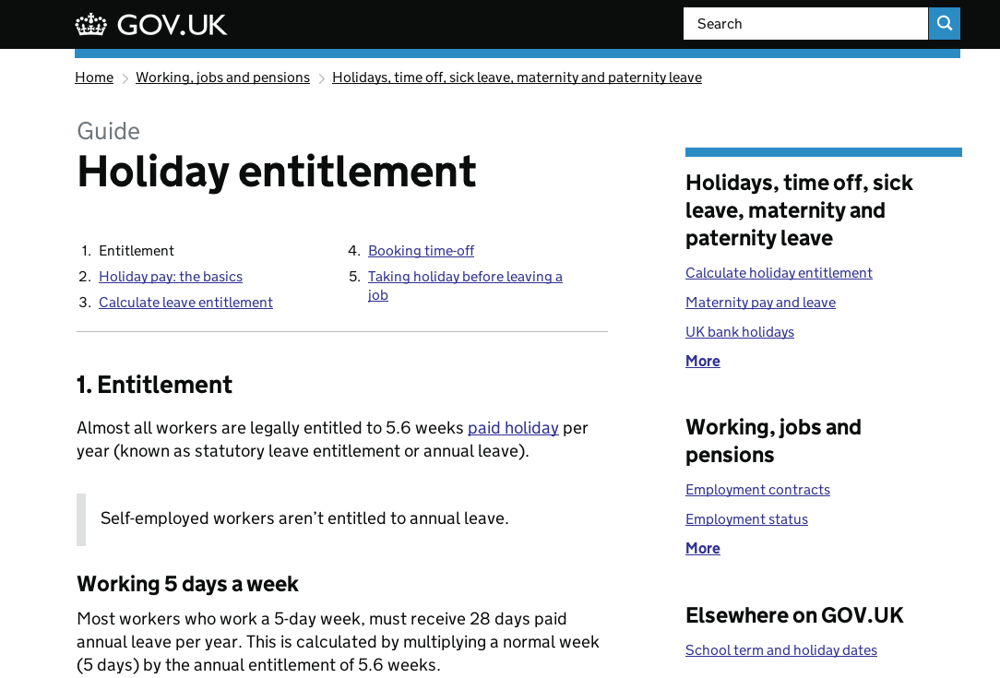 GOV.UK
Search
Home
Working, jobs and pensions
Holidays, time off, sick leave, maternity and paternity leave
Guide
Holiday entitlement
1. Entitlement
2. Holiday pay: the basics
3. Calculate leave entitlement
4. Booking time-off
5. Taking holiday before leaving a
job
1. Entitlement
Almost all workers are legally entitled to 5.6 weeks paid holiday per
year (known as statutory leave entitlement or annual leave).
Self-employed workers aren’t entitled to annual leave.
Working 5 days a week
Most workers who work a 5-day week, must receive 28 days paid
annual leave per year. This is calculated by multiplying a normal week
(5 days) by the annual entitlement of 5.6 weeks.
Holidays, time off, sick
leave, maternity and
paternity leave
Calculate holiday entitlement
Maternity pay and leave
UK bank holidays
More
Working, jobs and
pensions
Employment contracts
Employment status
More
Elsewhere on GOV.UK
School term and holiday dates